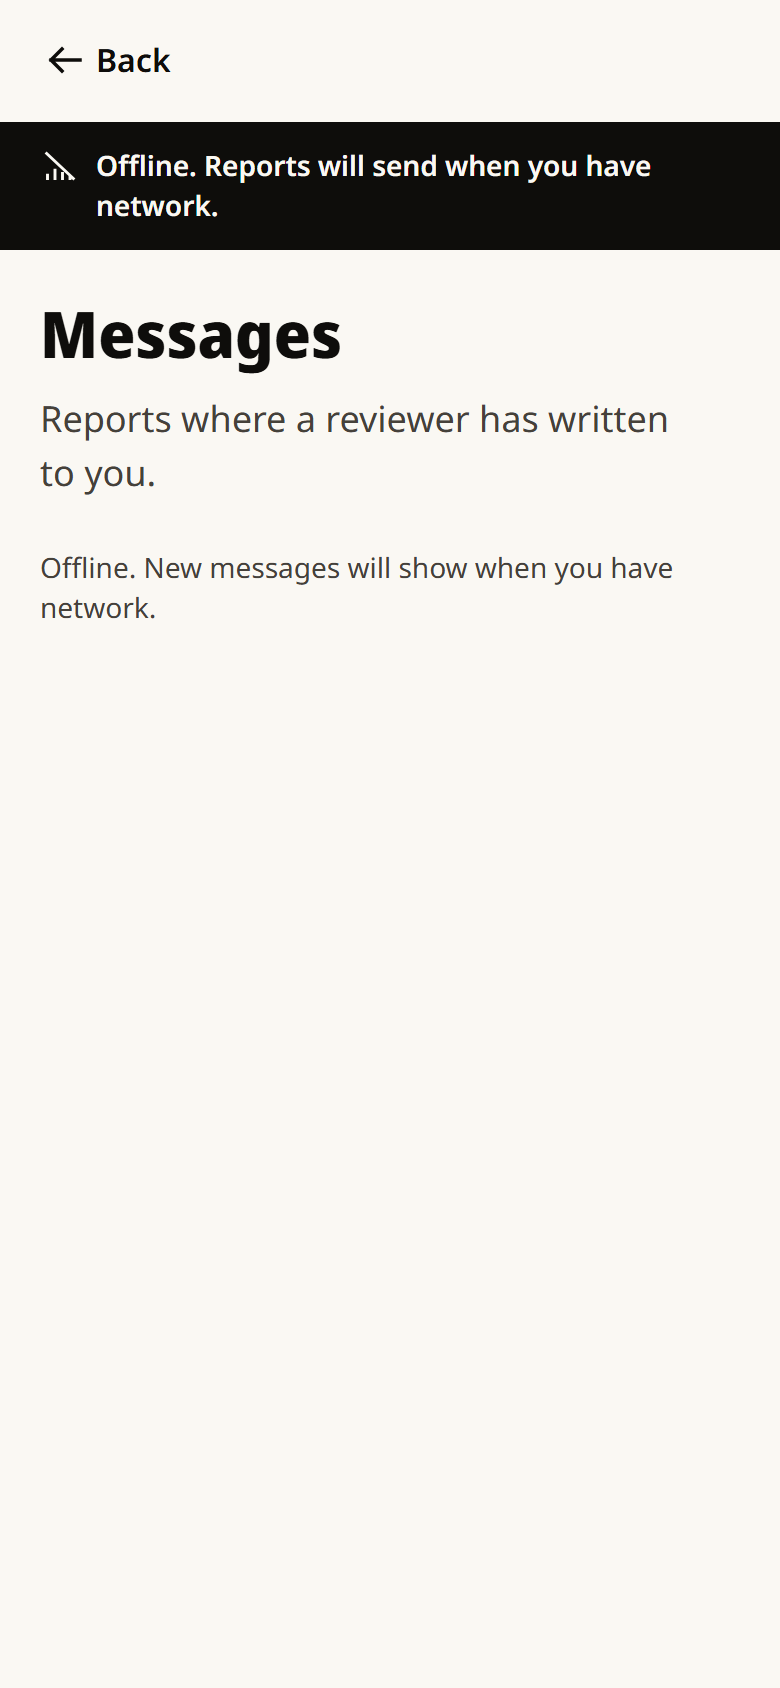 Back
Offline. Reports will send when you have
network.
Messages
Reports where a reviewer has written
to you.
Offline. New messages will show when you have
network.